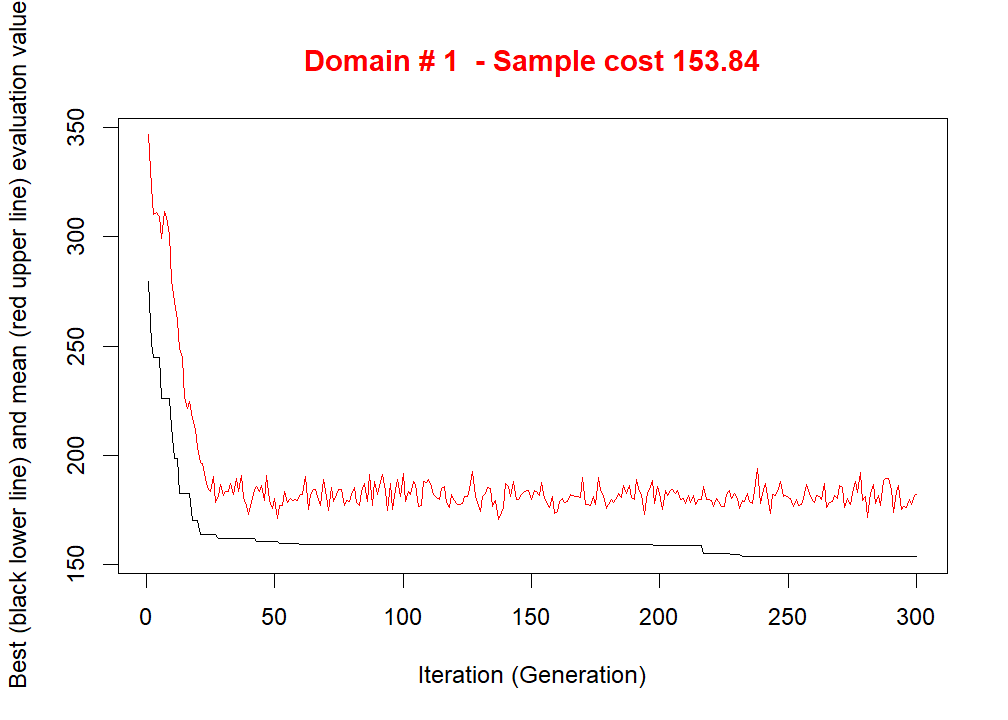 Domain # 1  - Sample cost 153.84
Best (black lower line) and mean (red upper line) evaluation value
350
300
250
200
150
0 50 100 150 200 250 300
Iteration (Generation)